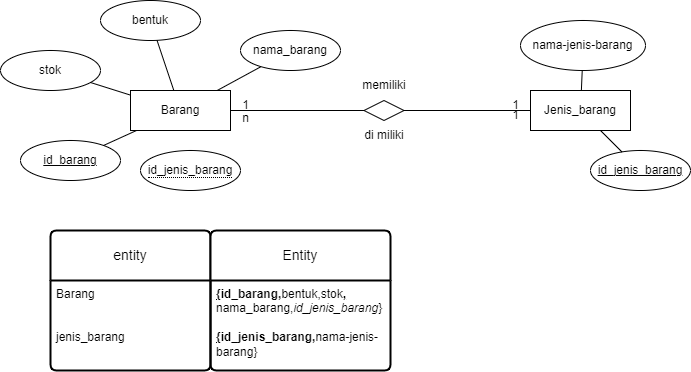 bentuk
nama_barang
nama-jenis-barang
stok
memiliki
Barang
1
n
1
1
Jenis_barang
di miliki
id_barang
id_jenis_barang
id_jenis_barang
entity
Entity
Barang
{id_barang,bentuk,stok,
nama_barang,id_jenis_barang}
jenis_barang
{id_jenis_barang,nama-jenis-
barang}